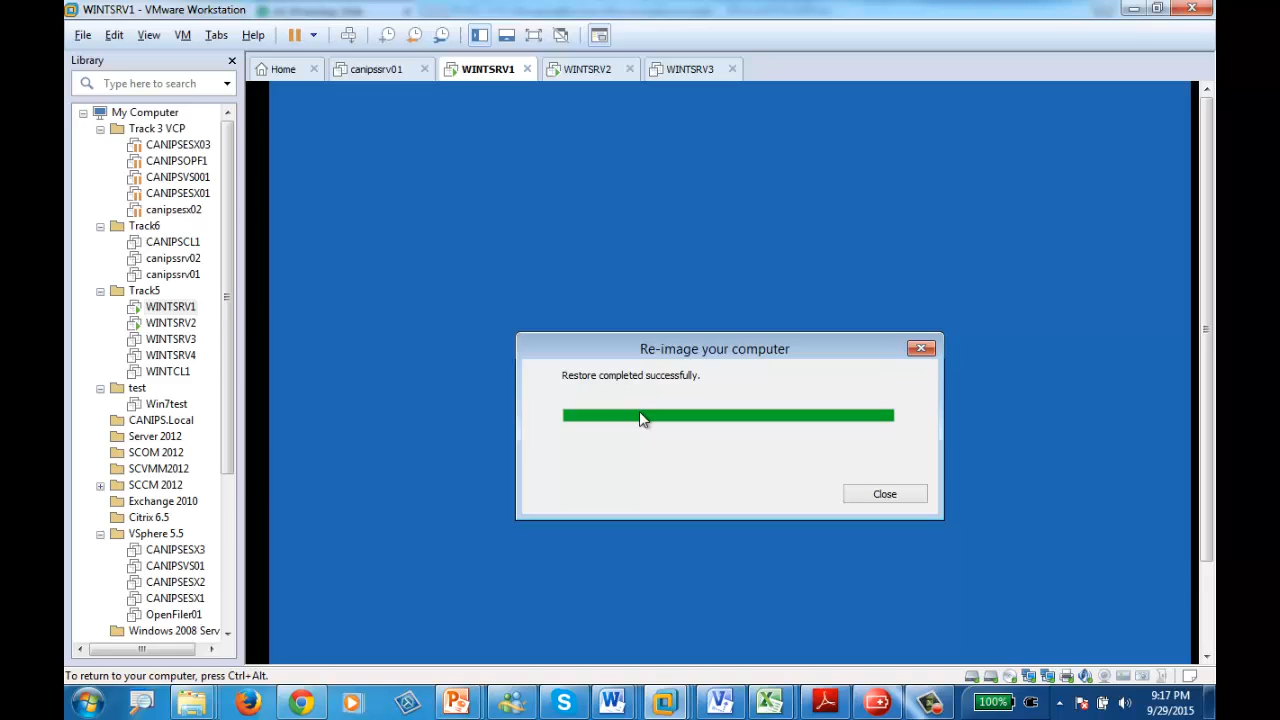 WINTSRV1 - VMware Workstation
File Edit View VM Tabs Help
Library
Type here to search
Home canipssrv01 WINTSRV1 WINTSRV2 WINTSRV3
My Computer
Track 3 VCP
CANIPSESX03
CANIPSOPF1
CANIPSVS001
CANIPSESX01
canipsesx02
Track6
CANIPSCL1
canipssrv02
canipssrv01
Track5
WINTSRV1
WINTSRV2
WINTSRV3
WINTSRV4
WINTCL1
test
Win7test
CANIPS.Local
Server 2012
SCOM 2012
SCVMM2012
SCCM 2012
Exchange 2010
Citrix 6.5
VSphere 5.5
CANIPSESX3
CANIPSVS01
CANIPSESX2
CANIPSESX1
OpenFiler01
Windows 2008 Serv
Re-image your computer
Restore completed successfully.
Close
To return to your computer, press Ctrl+Alt.
100%
9:17 PM
9/29/2015